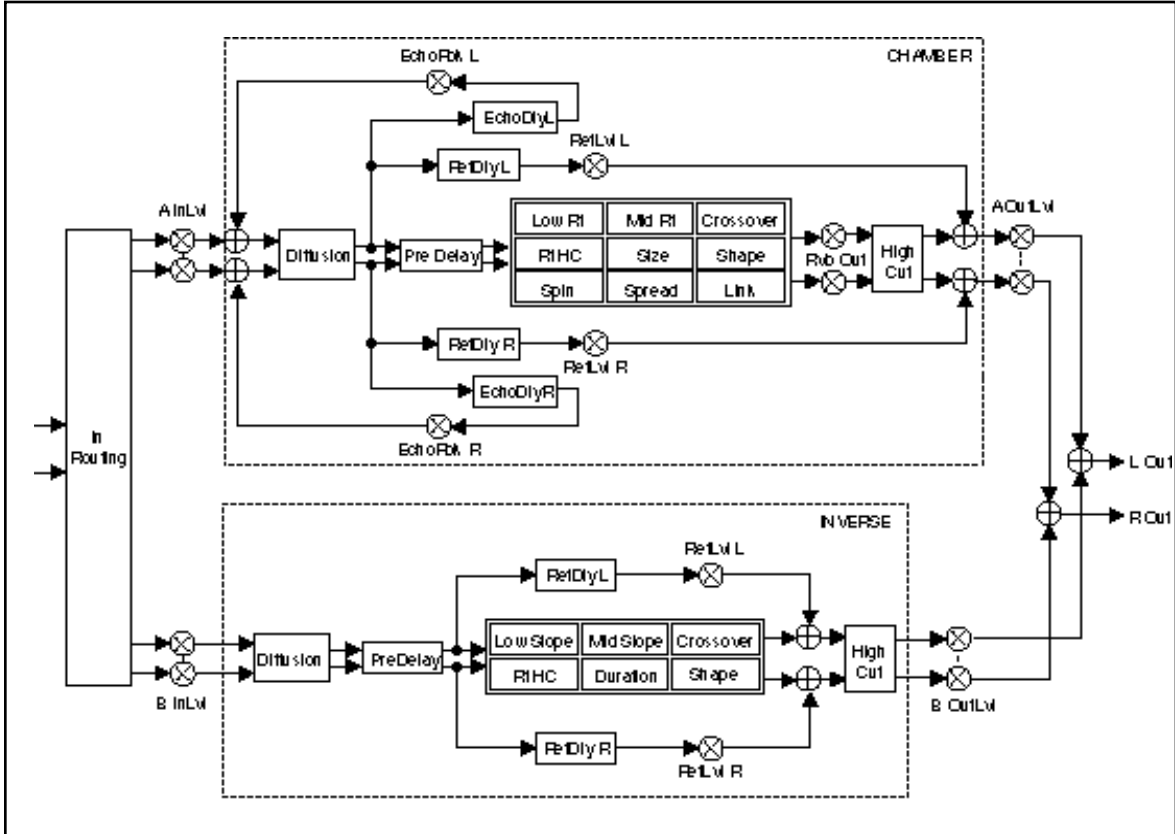 CHAMBER
EchoFbk L
EchoDlyL
RefLvl L
RefDlyL
A InLvl
Low RT
Mid RT
Crossover
A OutLvl
Diffusion
Pre Delay
RTHC
Size
Shape
Rvb Out
High
Cut
Spin
Spread
Link
RefDly R
RefLvl R
EchoDlyR
EchoFbk R
In
Routing
L Out
R Out
INVERSE
RefLvl L
RefDlyL
Diffusion
PreDelay
Low Slope
Mid Slope
Crossover
High
Cut
RTHC
Duration
Shape
B InLvl
B OutLvl
RefDly R
RefLvl R